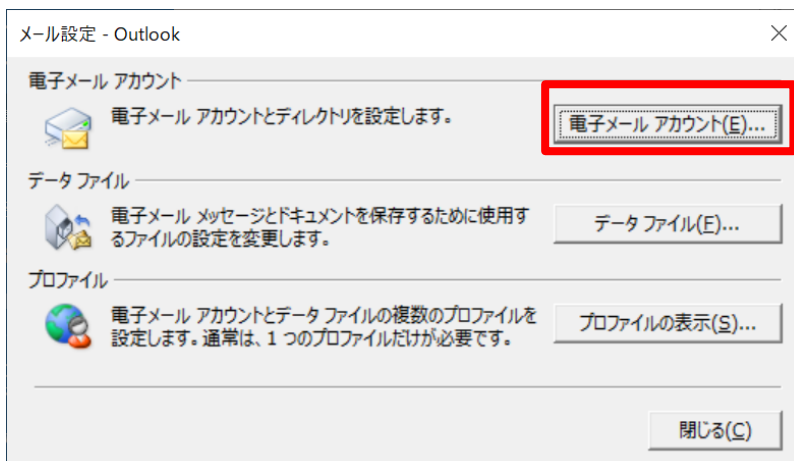 メール設定 - Outlook
電子メール アカウント
電子メール アカウントとディレクトリを設定します。
電子メール アカウント(E)...
データ ファイル
電子メール メッセージとドキュメントを保存するために使用す
るファイルの設定を変更します。
データ ファイル(F)...
プロファイル
電子メール アカウントとデータ ファイルの複数のプロファイルを
設定します。通常は、1 つのプロファイルだけが必要です。
プロファイルの表示(S)...
閉じる(C)